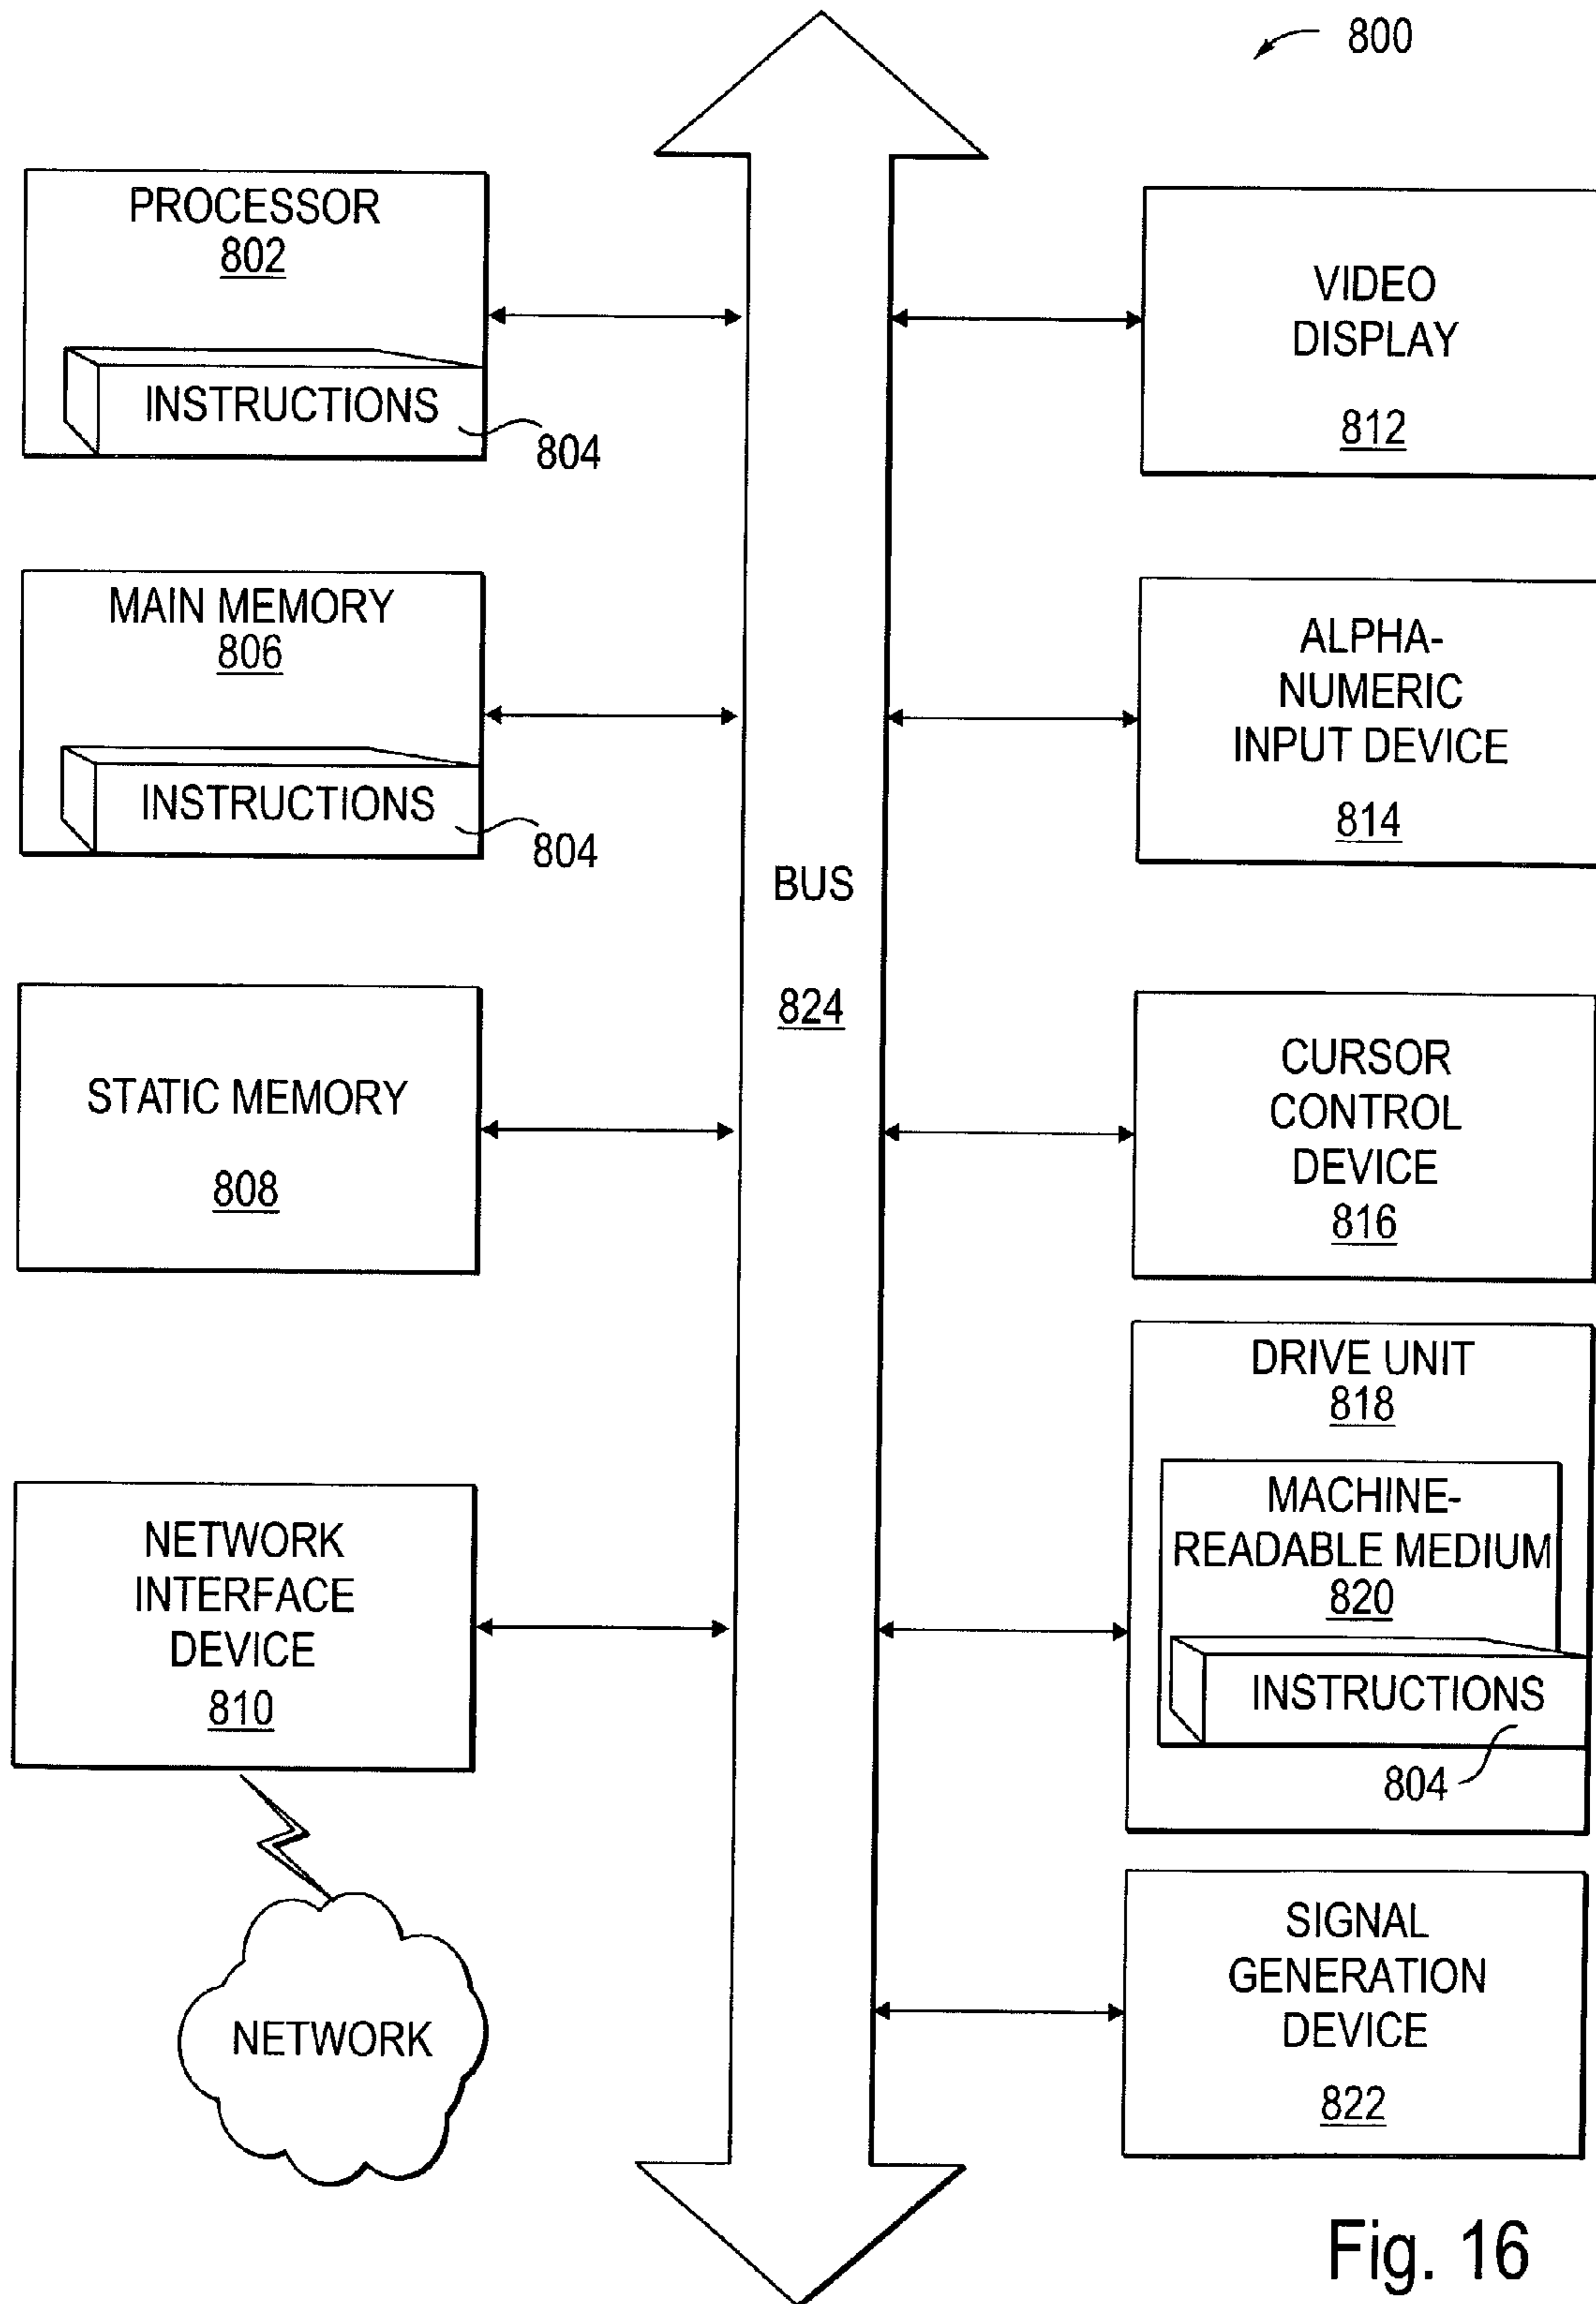 800
PROCESSOR
802
INSTRUCTIONS
804
MAIN MEMORY
806
INSTRUCTIONS
804
STATIC MEMORY
808
NETWORK
INTERFACE
DEVICE
810
NETWORK
BUS
824
VIDEO
DISPLAY
812
ALPHA-
NUMERIC
INPUT DEVICE
814
CURSOR
CONTROL
DEVICE
816
DRIVE UNIT
818
MACHINE-
READABLE MEDIUM
820
INSTRUCTIONS
804
SIGNAL
GENERATION
DEVICE
822
Fig. 16